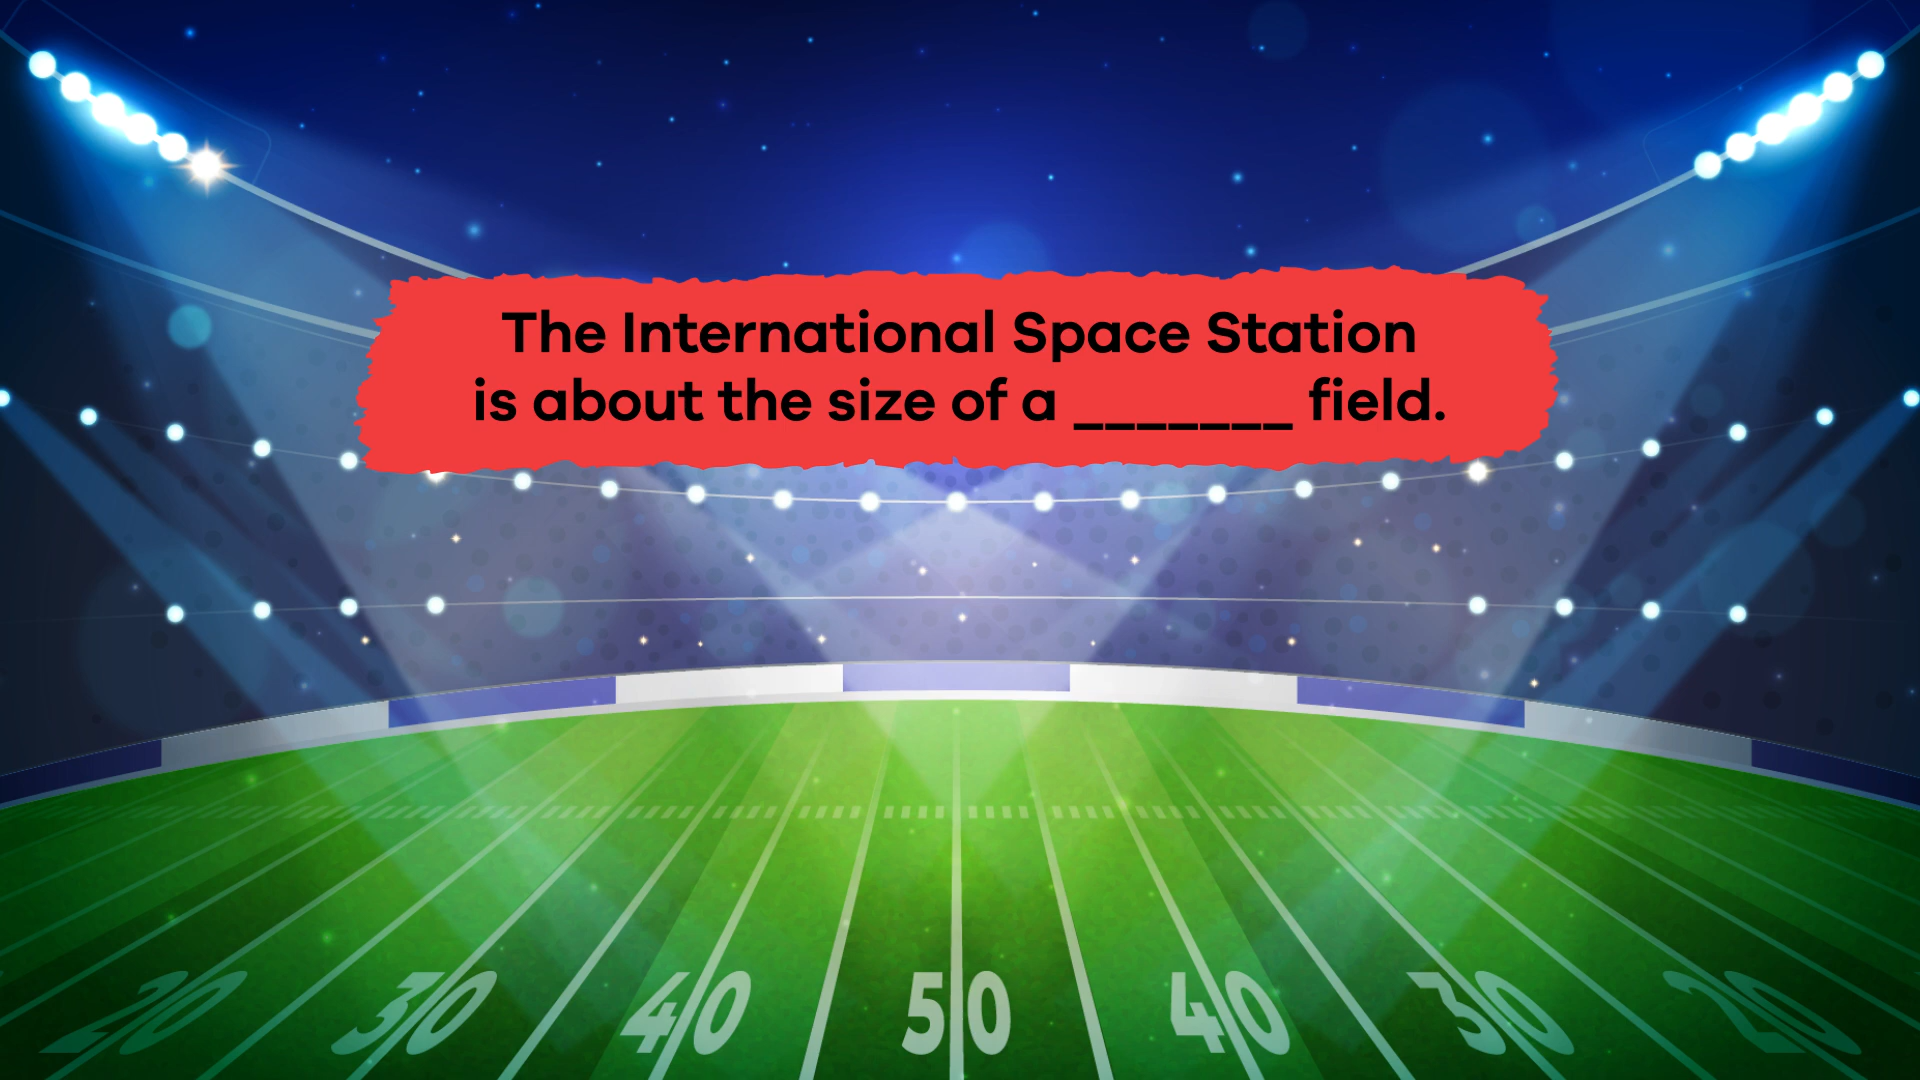 The International Space Station
is about the size of a _______ field.
20 30 40 50 40 30 20